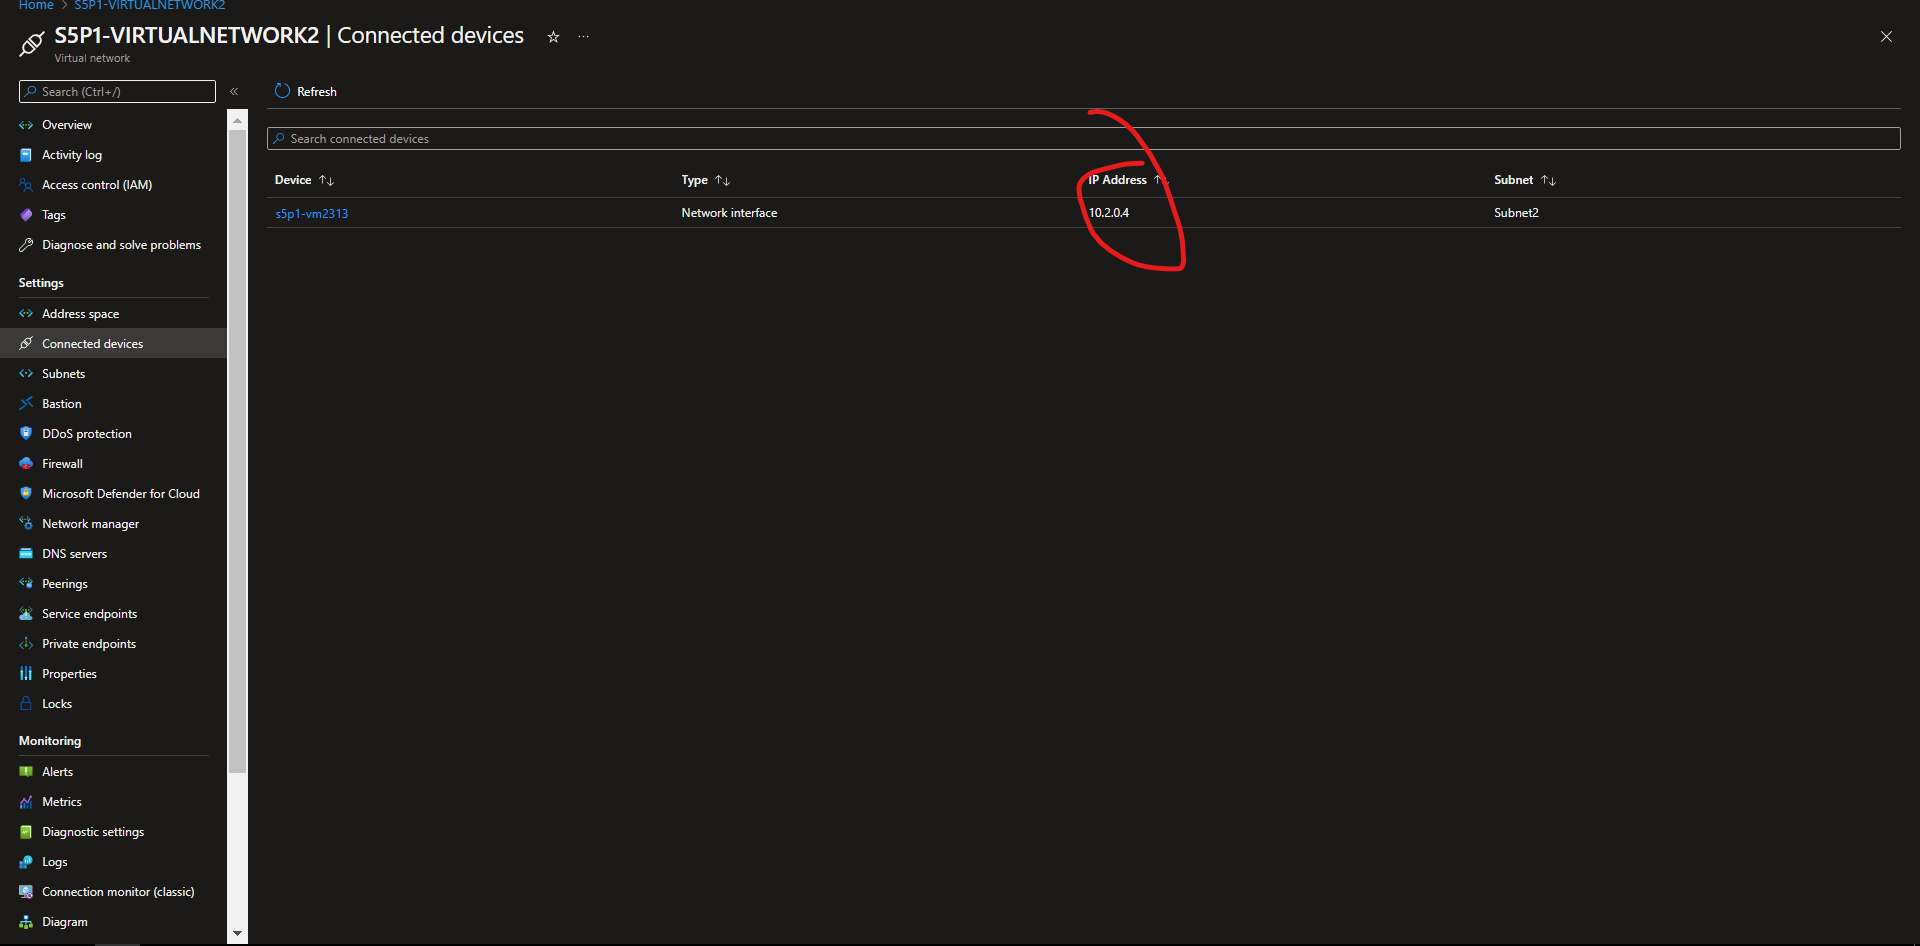 Home > S5P1-VIRTUALNETWORK2
S5P1-VIRTUALNETWORK2 | Connected devices
Virtual network
Search (Ctrl+/)
Overview
Activity log
Access control (IAM)
Tags
Diagnose and solve problems
Settings
Address space
Connected devices
Subnets
Bastion
DDoS protection
Firewall
Microsoft Defender for Cloud
Network manager
DNS servers
Peerings
Service endpoints
Private endpoints
Properties
Locks
Monitoring
Alerts
Metrics
Diagnostic settings
Logs
Connection monitor (classic)
Diagram
Refresh
Search connected devices
Device Type IP Address Subnet
s5p1-vm2313 Network interface 10.2.0.4 Subnet2